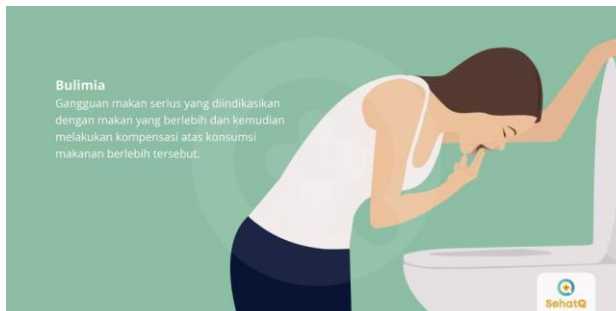 Bulimia
Gangguan makan serius yang diindikasikan
dengan makan yang berlebih dan kemudian
melakukan kompensasi atas konsumsi
makanan berlebih tersebut.
SehatQ